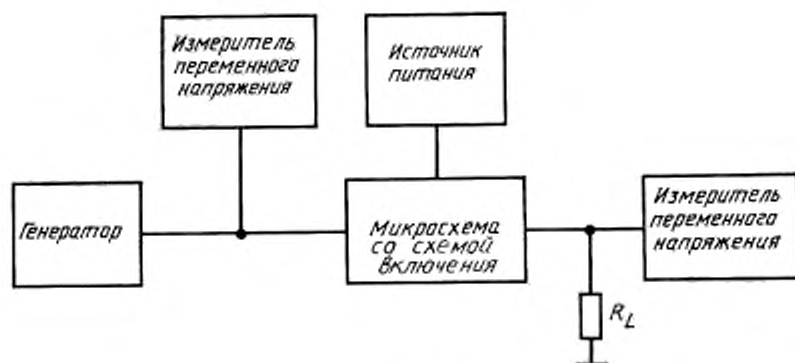 Измеритель
переменного
напряжения
Источник
питания
Генератор
Микросхема
со схемой
включения
Измеритель
переменного
напряжения
R_L